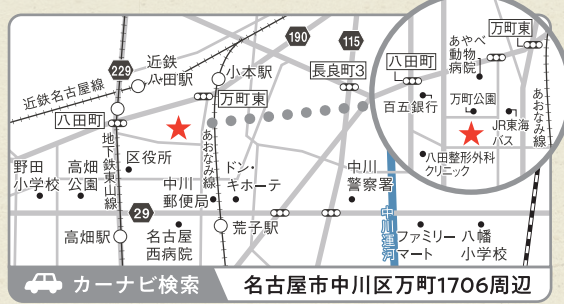 近鉄名古屋線
229
近鉄
八田駅
小本駅
190
115
長良町3
八田町
万町東
地下鉄東山線
あおなみ線
野田
小学校
高畑
公園
区役所
中川
郵便局
ドン・
キホーテ
中川
警察署
29
高畑駅
名古屋
西病院
荒子駅
中川運河
ファミリー
マート
八幡
小学校
万町東
あやべ
動物
病院
八田町
百五銀行
万町公園
JR東海
バス
あおなみ線
八田整形外科
クリニック
カーナビ検索
名古屋市中川区万町1706周辺